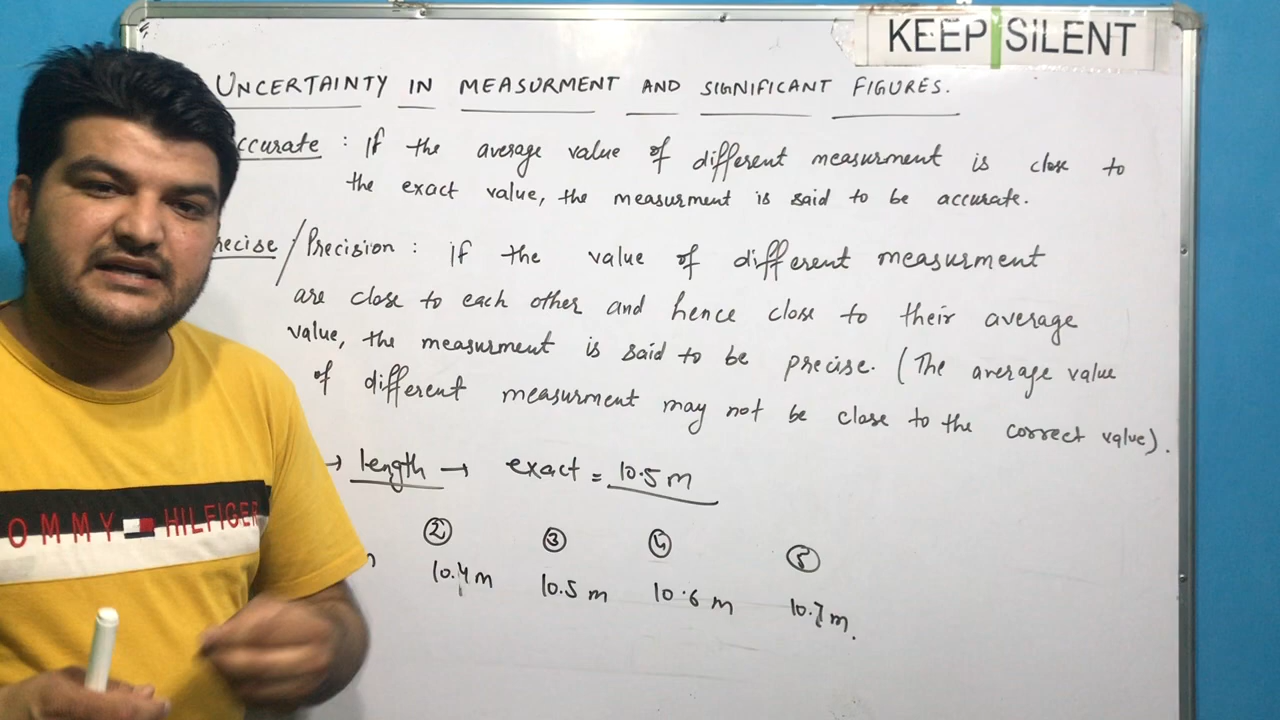 KEEP SILENT
UNCERTAINTY IN MEASURMENT AND SIGNIFICANT FIGURES.
ccurate : If the average value of different measurment is close to
the exact value, the measurment is said to be accurate.
recise / Precision : if the value of different measurment
are close to each other and hence close to their average
value, the measurment is said to be precise. (The average value
of different measurment may not be close to the correct value).
→ length → exact = 10.5 m
② ③ ④ ⑤
10.4 m 10.5 m 10.6 m 10.7 m.
OMMY HILFIGER